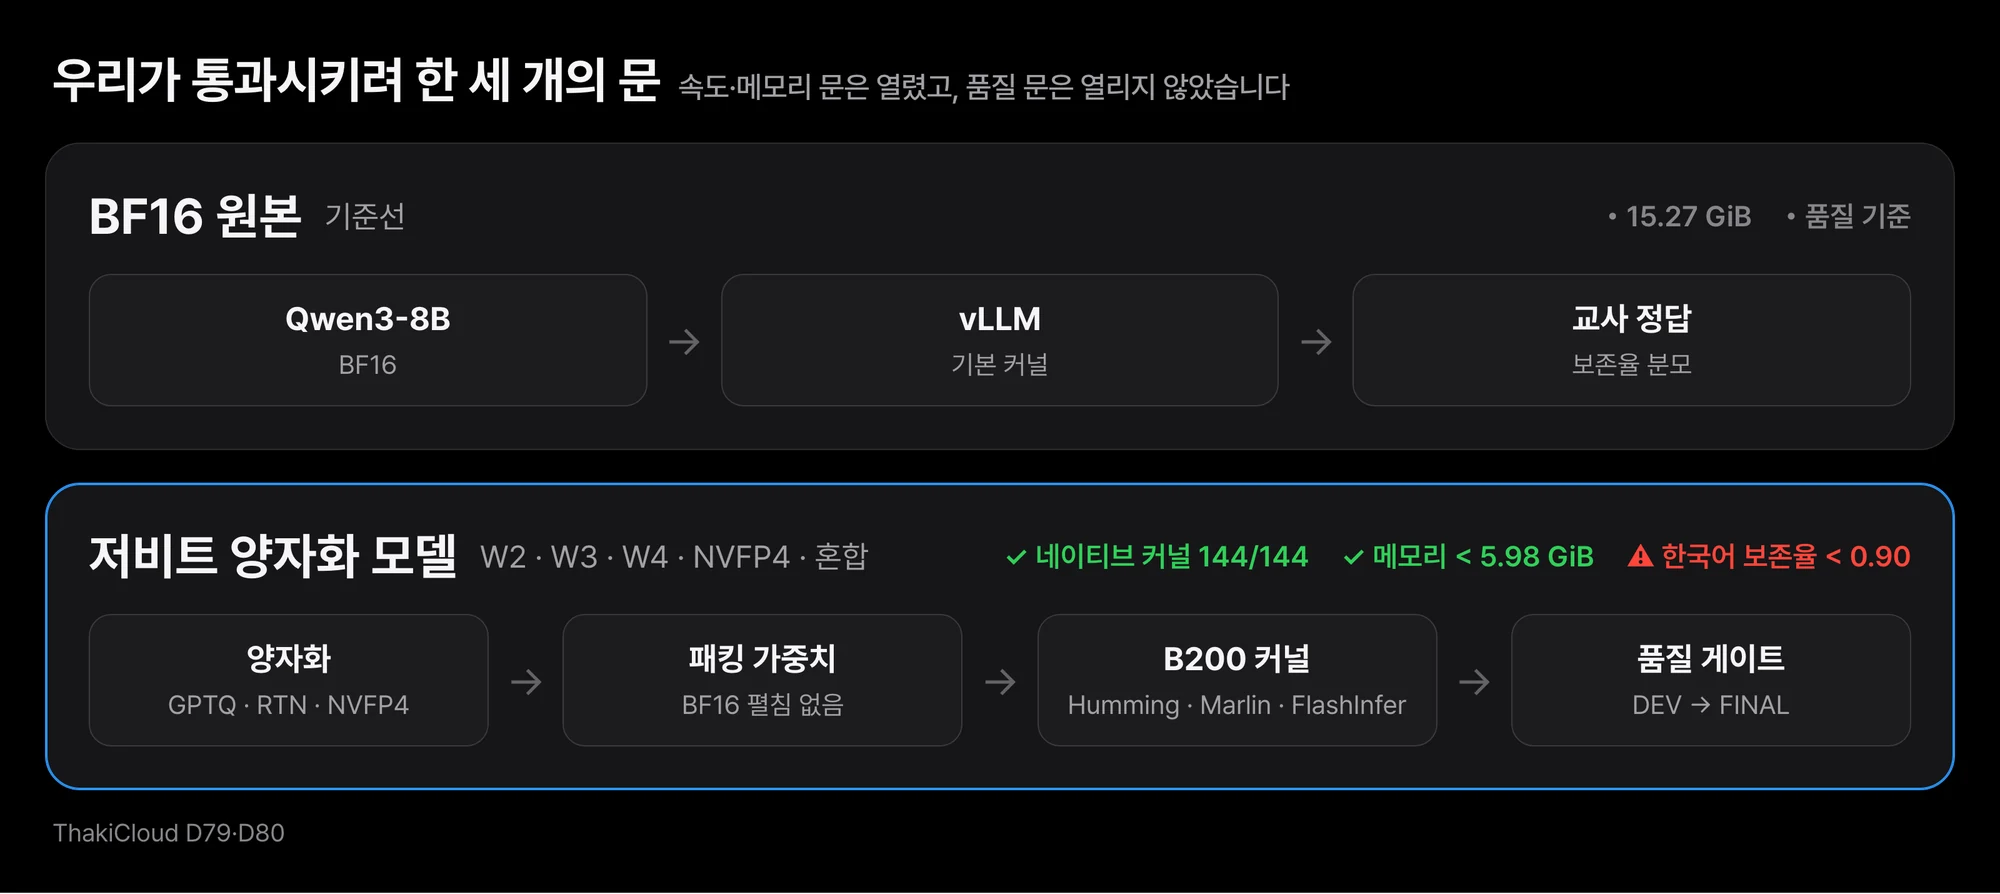 우리가 통과시키려 한 세 개의 문 속도·메모리 문은 열렸고, 품질 문은 열리지 않았습니다
BF16 원본 기준선 • 15.27 GiB • 품질 기준
Qwen3-8B → vLLM → 교사 정답
BF16 기본 커널 보존율 분모
저비트 양자화 모델 W2 · W3 · W4 · NVFP4 · 혼합 ✓ 네이티브 커널 144/144 ✓ 메모리 < 5.98 GiB ⚠ 한국어 보존율 < 0.90
양자화 → 패킹 가중치 → B200 커널 → 품질 게이트
GPTQ · RTN · NVFP4 BF16 펼침 없음 Humming · Marlin · FlashInfer DEV → FINAL
ThakiCloud D79·D80